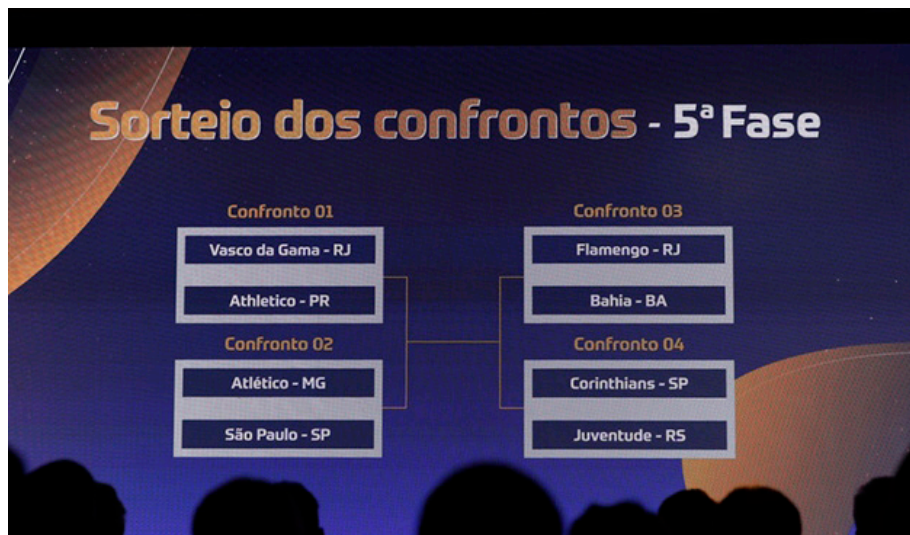 Sorteio dos confrontos - 5ª Fase
Confronto 01
Vasco da Gama - RJ
Athletico - PR
Confronto 02
Atlético - MG
São Paulo - SP
Confronto 03
Flamengo - RJ
Bahia - BA
Confronto 04
Corinthians - SP
Juventude - RS